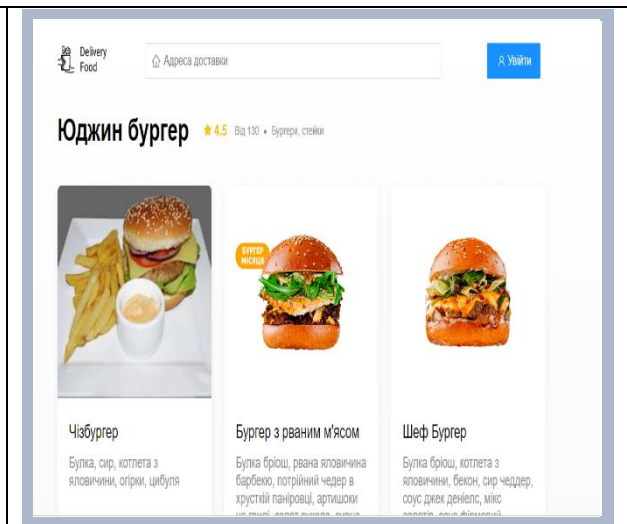 Delivery
Food
Адреса доставки
Увійти
Юджин бургер
4.5 Від 130 • Бургери, стейки
БУРГЕР
МІСЯЦЯ
Чізбургер
Булка, сир, котлета з
яловичини, огірки, цибуля
Бургер з рваним м'ясом
Булка бріош, рвана яловичина
барбекю, потрійний чедер в
хрусткій паніровці, артишоки
Шеф Бургер
Булка бріош, котлета з
яловичини, бекон, сир чеддер,
соус джек деніелс, мікс